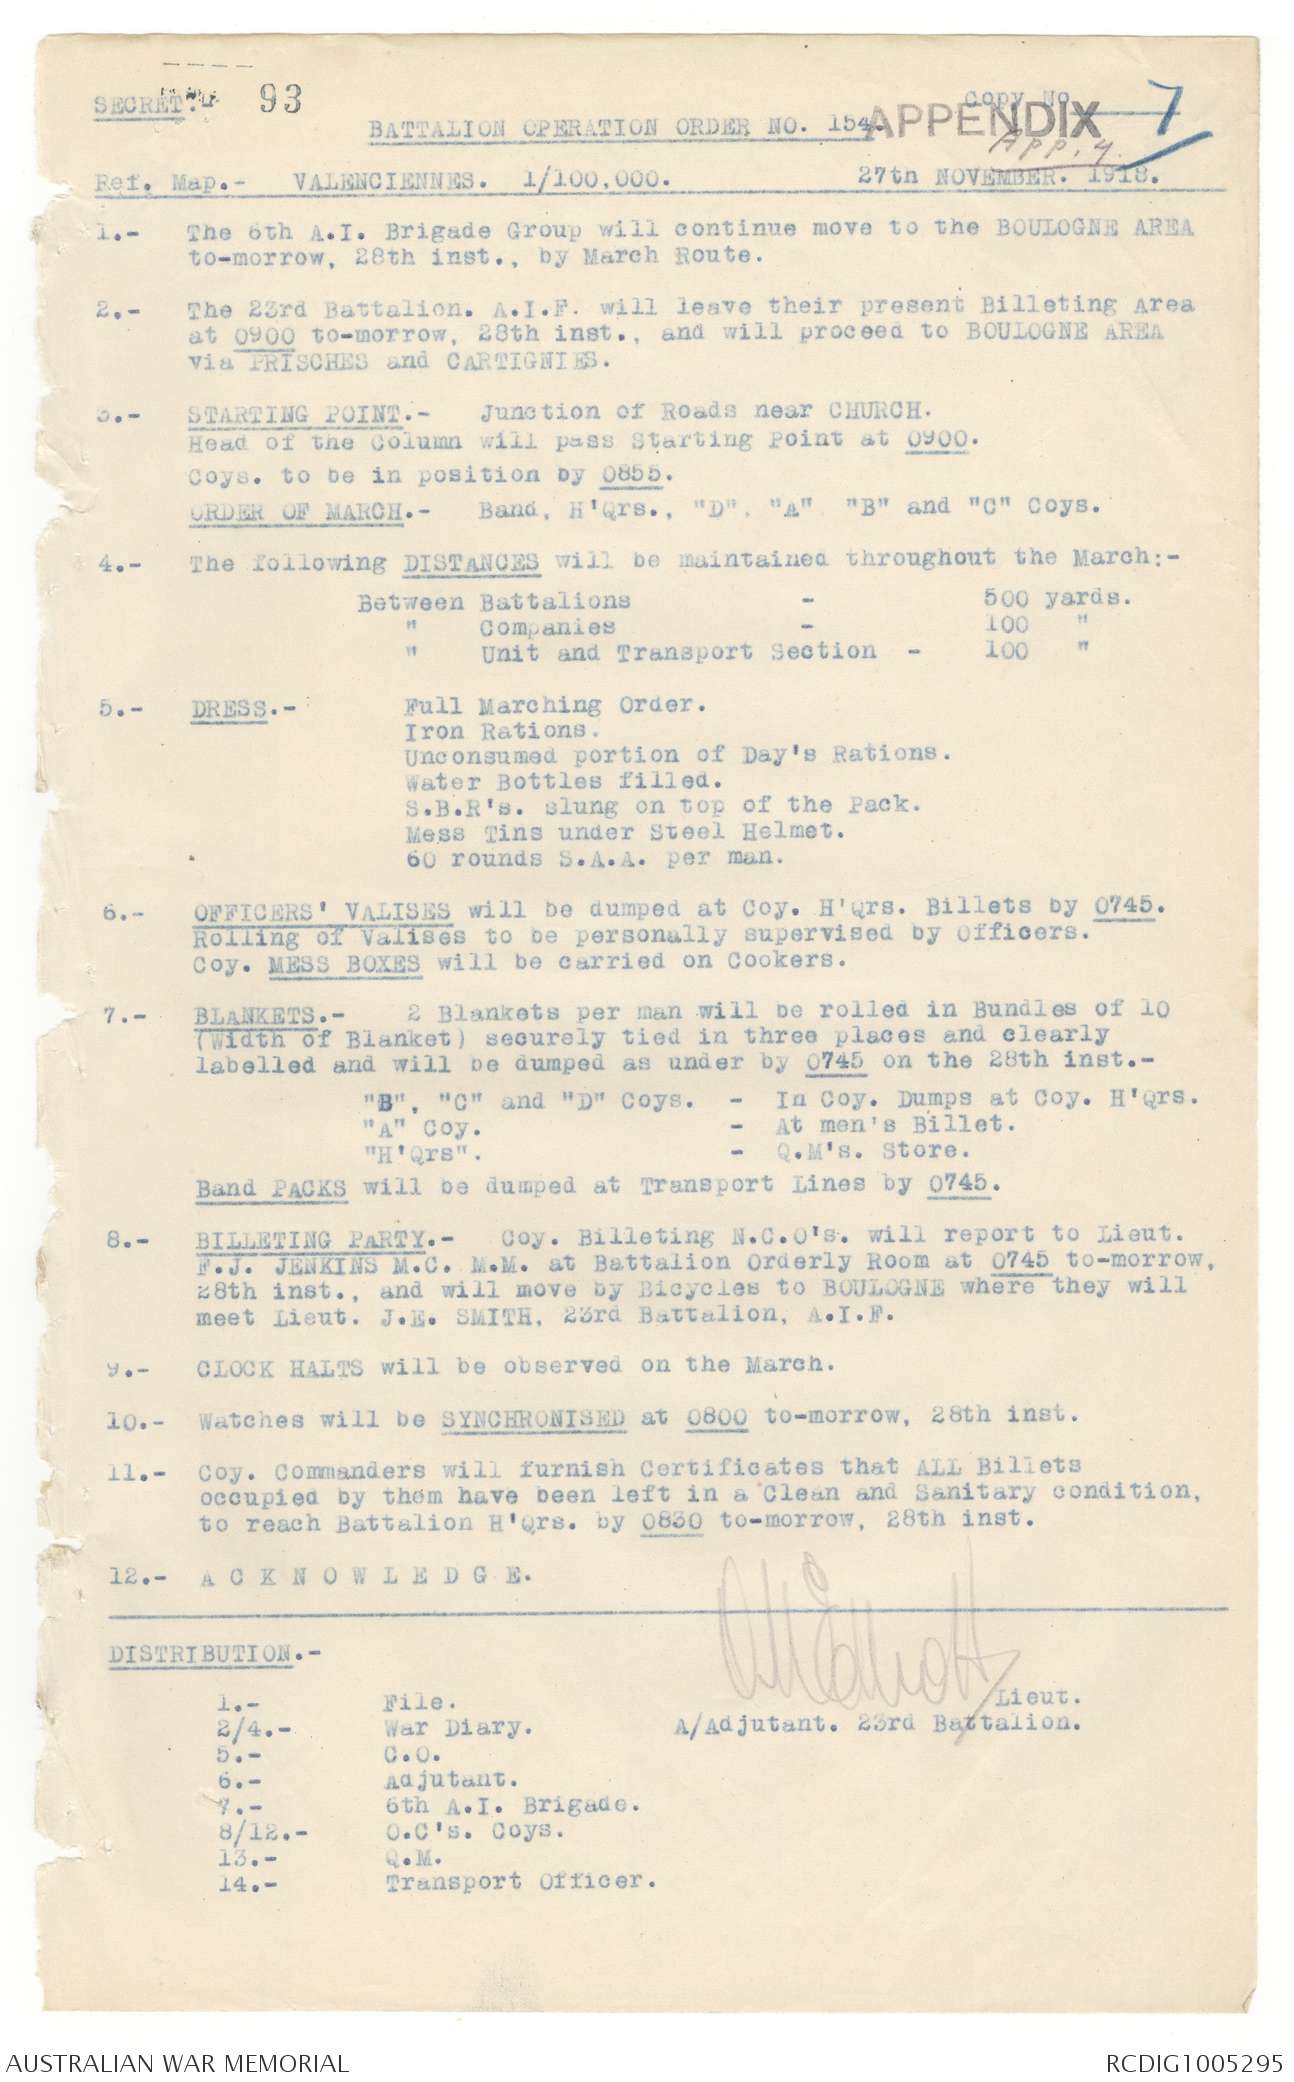 SECRET:- 93 Copy No. 7
APPENDIX
BATTALION OPERATION ORDER NO. 154.
App. 4.
Ref. Map.- VALENCIENNES. 1/100,000. 27th NOVEMBER. 1918.
1.- The 6th A.I. Brigade Group will continue move to the BOULOGNE AREA
to-morrow, 28th inst., by March Route.
2.- The 23rd Battalion. A.I.F. will leave their present Billeting Area
at 0900 to-morrow, 28th inst., and will proceed to BOULOGNE AREA
via PRISCHES and CARTIGNIES.
3.- STARTING POINT.- Junction of Roads near CHURCH.
Head of the Column will pass Starting Point at 0900.
Coys. to be in position by 0855.
ORDER OF MARCH.- Band, H'Qrs., "D", "A" "B" and "C" Coys.
4.- The following DISTANCES will be maintained throughout the March:-
Between Battalions - 500 yards.
" Companies - 100 "
" Unit and Transport Section - 100 "
5.- DRESS.- Full Marching Order.
Iron Rations.
Unconsumed portion of Day's Rations.
Water Bottles filled.
S.B.R's. slung on top of the Pack.
Mess Tins under Steel Helmet.
60 rounds S.A.A. per man.
6.- OFFICERS' VALISES will be dumped at Coy. H'Qrs. Billets by 0745.
Rolling of Valises to be personally supervised by Officers.
Coy. MESS BOXES will be carried on Cookers.
7.- BLANKETS.- 2 Blankets per man will be rolled in Bundles of 10
(Width of Blanket) securely tied in three places and clearly
labelled and will be dumped as under by 0745 on the 28th inst.-
"B", "C" and "D" Coys. - In Coy. Dumps at Coy. H'Qrs.
"A" Coy. - At men's Billet.
"H'Qrs". - Q.M's. Store.
Band PACKS will be dumped at Transport Lines by 0745.
8.- BILLETING PARTY.- Coy. Billeting N.C.O's. will report to Lieut.
F.J. JENKINS M.C. M.M. at Battalion Orderly Room at 0745 to-morrow,
28th inst., and will move by Bicycles to BOULOGNE where they will
meet Lieut. J.E. SMITH, 23rd Battalion, A.I.F.
9.- CLOCK HALTS will be observed on the March.
10.- Watches will be SYNCHRONISED at 0800 to-morrow, 28th inst.
11.- Coy. Commanders will furnish Certificates that ALL Billets
occupied by them have been left in a Clean and Sanitary condition,
to reach Battalion H'Qrs. by 0830 to-morrow, 28th inst.
12.- A C K N O W L E D G E.
DISTRIBUTION.-
1.- File. Lieut.
2/4.- War Diary. A/Adjutant. 23rd Battalion.
5.- C.O.
6.- Adjutant.
7.- 6th A.I. Brigade.
8/12.- O.C's. Coys.
13.- Q.M.
14.- Transport Officer.
AUSTRALIAN WAR MEMORIAL RCDIG1005295